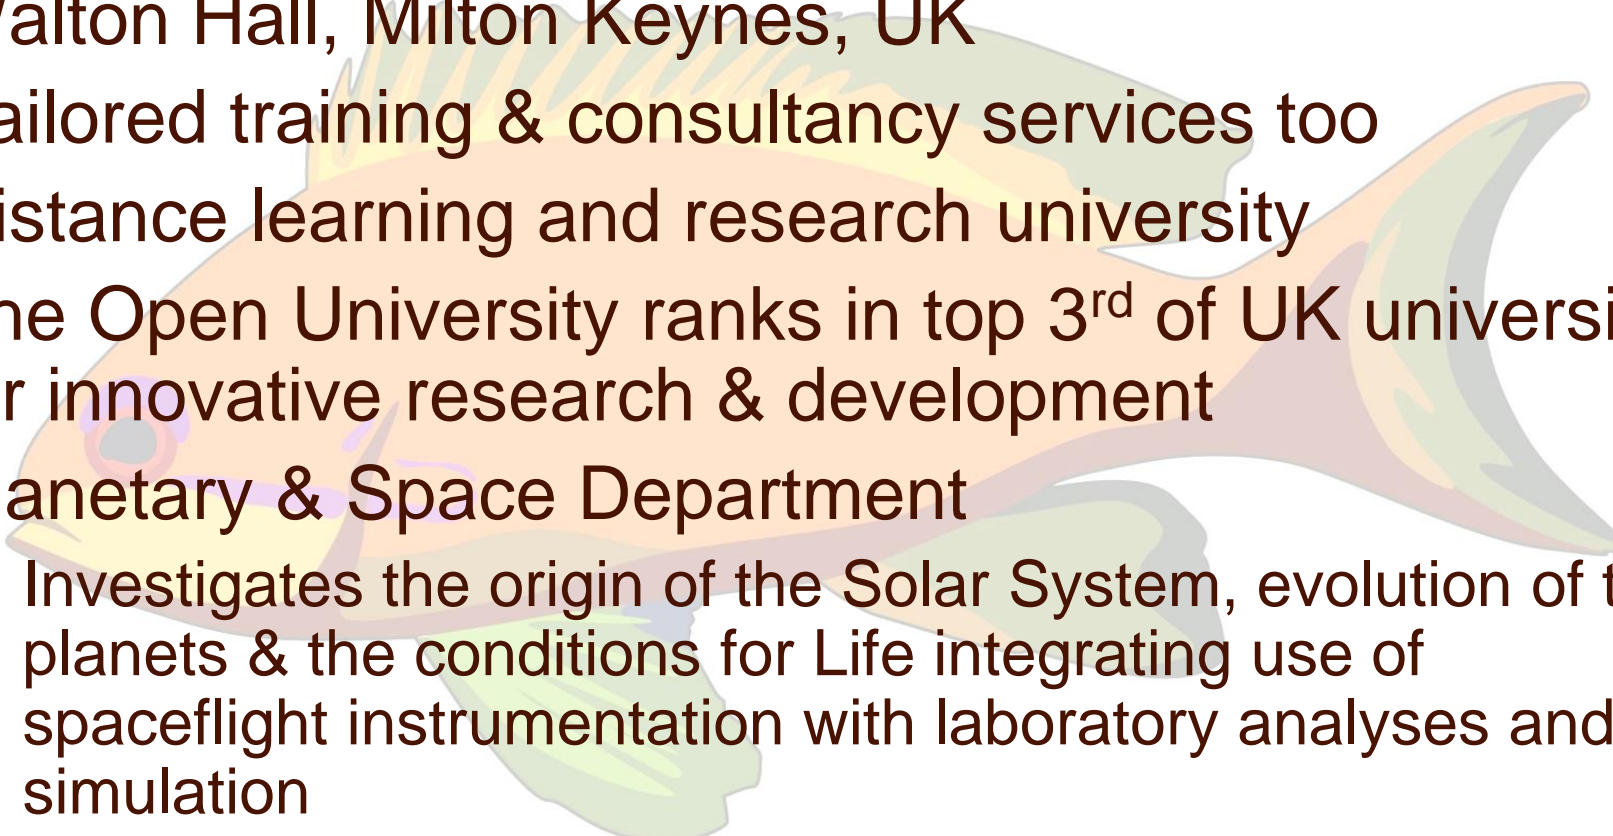 alton Hall, Milton Keynes, UK
ailored training & consultancy services too
istance learning and research university
he Open University ranks in top 3rd of UK universi
r innovative research & development
anetary & Space Department
Investigates the origin of the Solar System, evolution of t
planets & the conditions for Life integrating use of
spaceflight instrumentation with laboratory analyses and
simulation